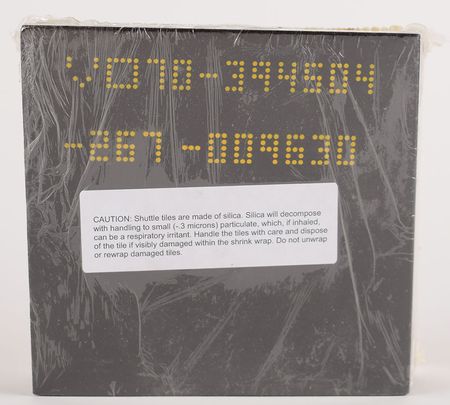 VO70-394604
-267-009630
CAUTION: Shuttle tiles are made of silica. Silica will decompose
with handling to small (-.3 microns) particulate, which, if inhaled,
can be a respiratory irritant. Handle the tiles with care and dispose
of the tile if visibly damaged within the shrink wrap. Do not unwrap
or rewrap damaged tiles.